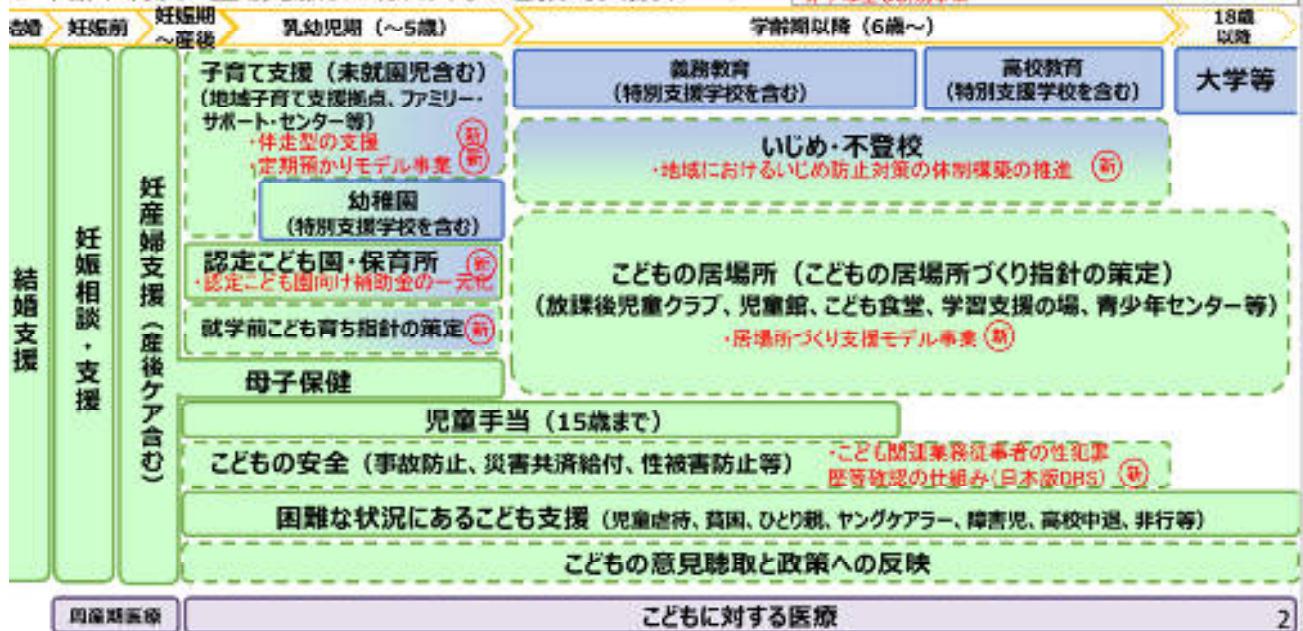 結婚
妊娠前
妊娠期
～産後
乳幼児期（～5歳）
学齢期以降（6歳～）
18歳
以降
結婚支援
妊娠相談・支援
妊産婦支援（産後ケア含む）
子育て支援（未就園児含む）
（地域子育て支援拠点、ファミリー・
サポート・センター等）
・伴走型の支援 新
・定期預かりモデル事業 新
幼稚園
（特別支援学校を含む）
認定こども園・保育所 新
・認定こども園向け補助金の一元化
就学前こども育ち指針の策定 新
母子保健
義務教育
（特別支援学校を含む）
高校教育
（特別支援学校を含む）
大学等
いじめ・不登校
・地域におけるいじめ防止対策の体制構築の推進 新
こどもの居場所（こどもの居場所づくり指針の策定）
（放課後児童クラブ、児童館、こども食堂、学習支援の場、青少年センター等）
・居場所づくり支援モデル事業 新
児童手当（15歳まで）
こどもの安全（事故防止、災害共済給付、性被害防止等）
・こども関連業務従事者の性犯罪
歴等確認の仕組み（日本版DBS） 新
困難な状況にあるこども支援（児童虐待、貧困、ひとり親、ヤングケアラー、障害児、高校中退、非行等）
こどもの意見聴取と政策への反映
周産期医療
こどもに対する医療
2